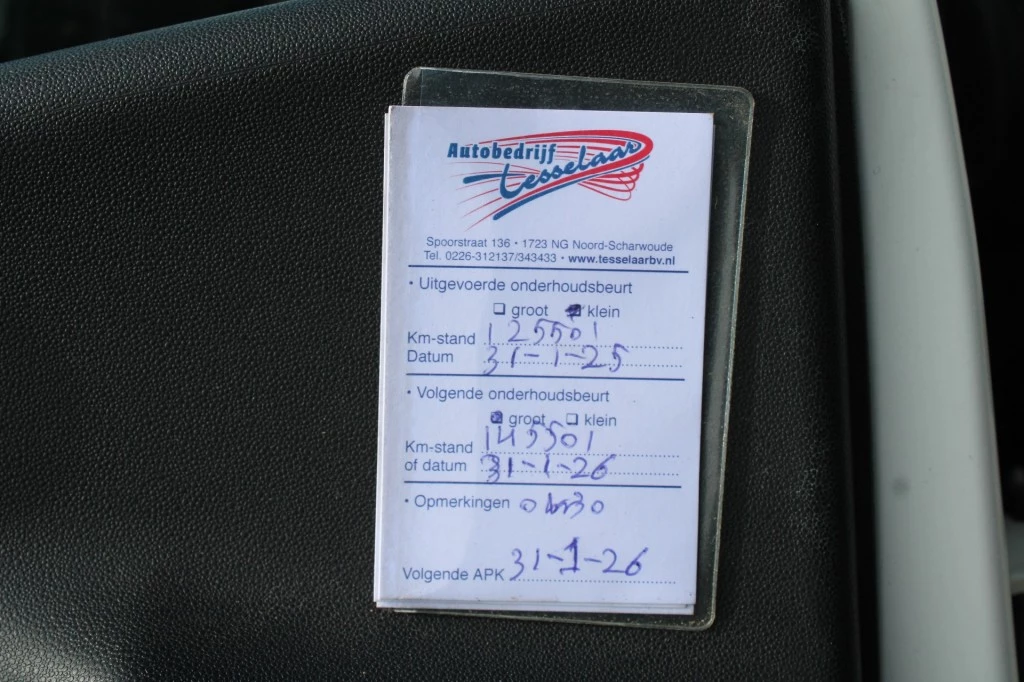 Autobedrijf
Tesselaar
Spoorstraat 136 • 1723 NG Noord-Scharwoude
Tel. 0226-312137/343433 • www.tesselaarbv.nl
• Uitgevoerde onderhoudsbeurt
groot klein
Km-stand 125501
Datum 31-1-25
• Volgende onderhoudsbeurt
groot klein
Km-stand 145501
of datum 31-1-26
• Opmerkingen
Volgende APK 31-1-26